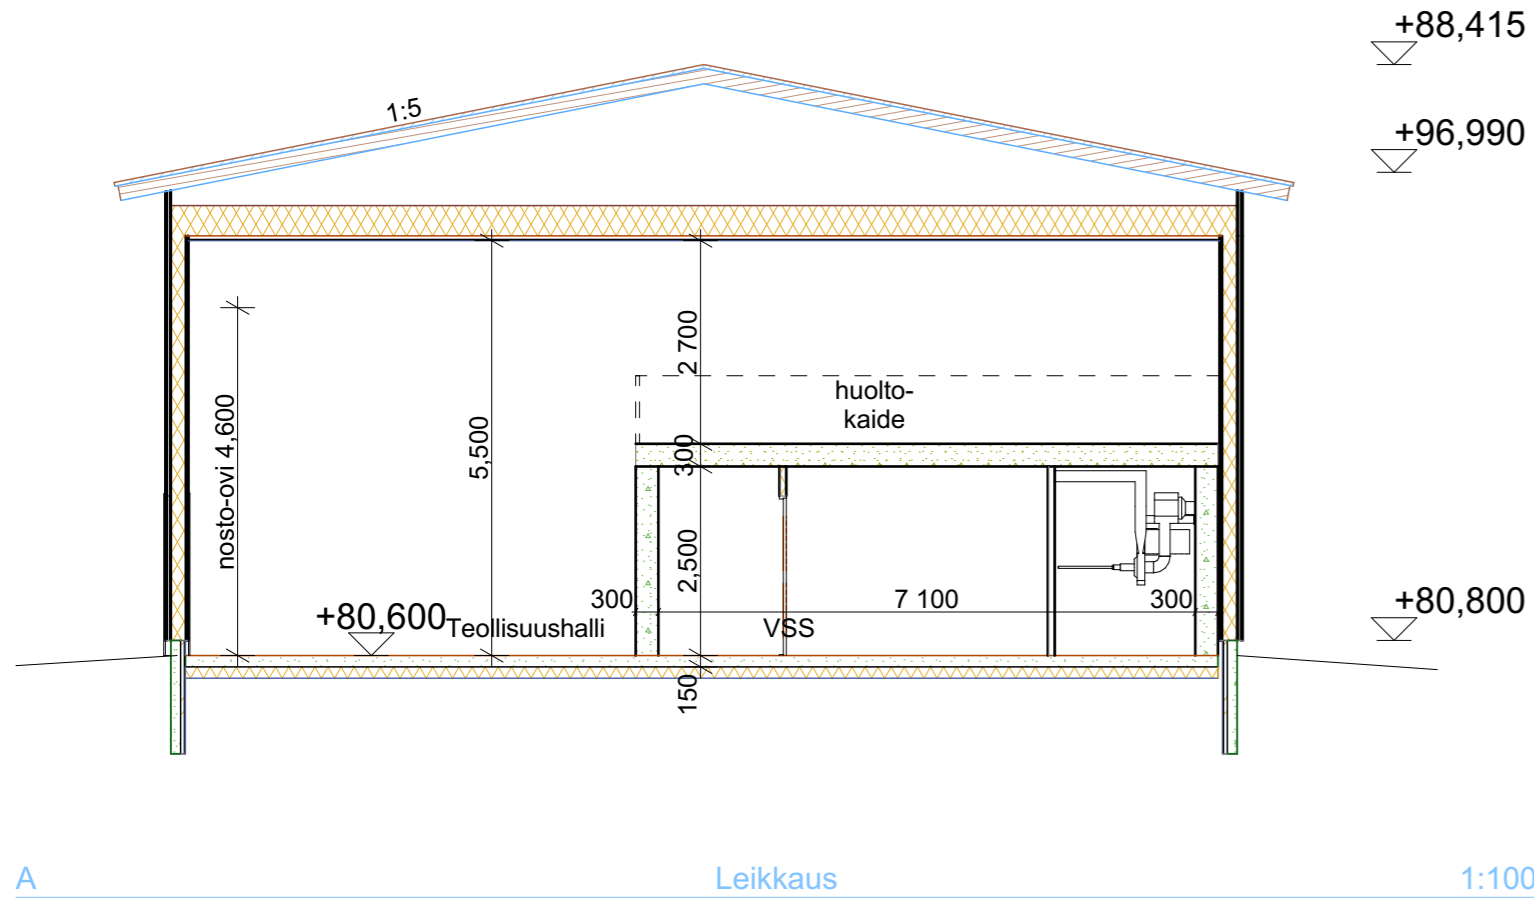 +88,415
1:5
+96,990
2 700
huolto-
kaide
nosto-ovi 4,600
5,500
300
2,500
300
7 100
300
+80,600
Teollisuushalli
VSS
+80,800
150
A
Leikkaus
1:100